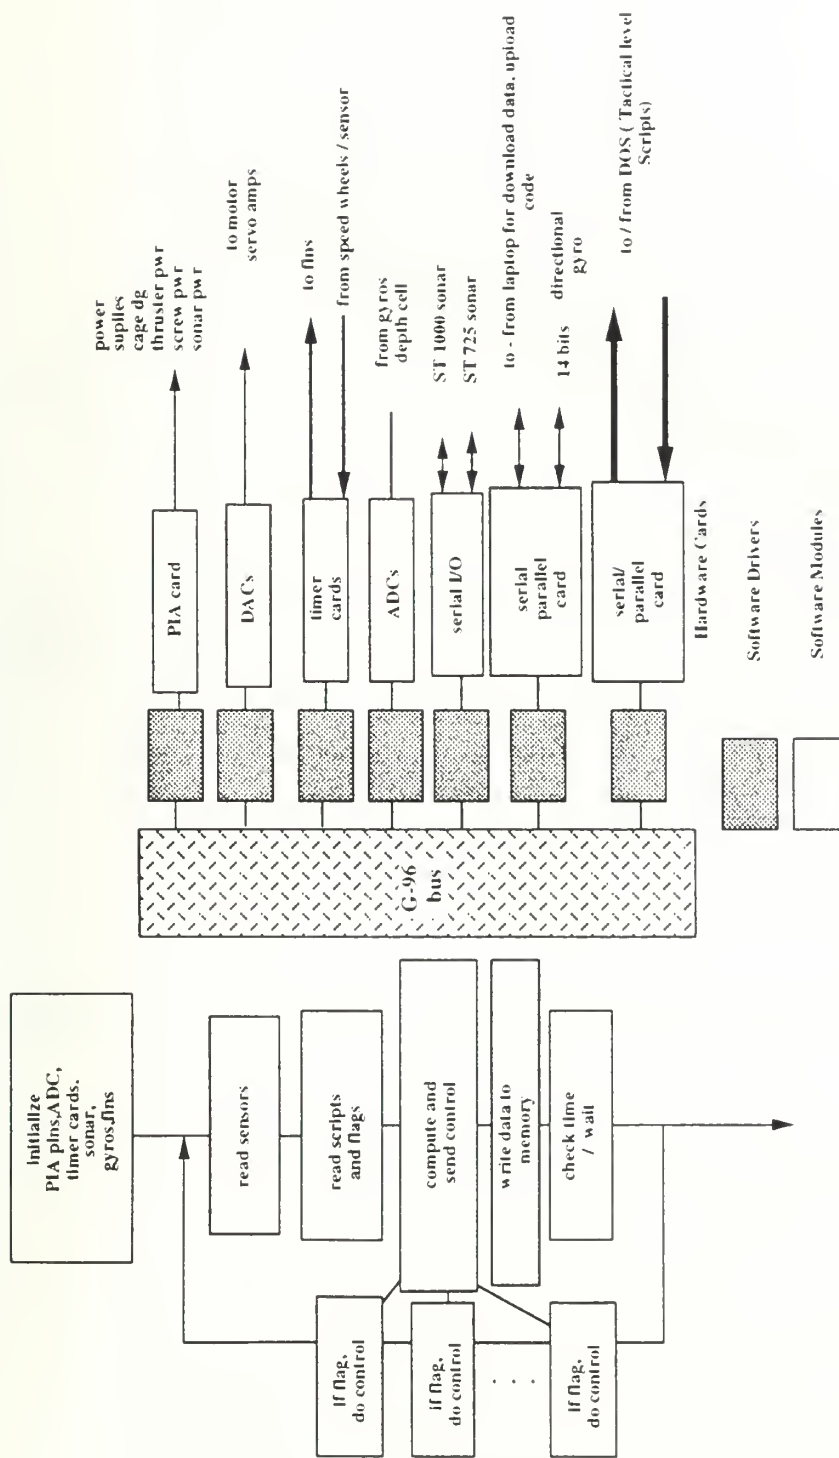 initialize
PIA pins,ADC,
timer cards.
sonar,
gyros,fins
read sensors
read scripts
and flags
compute and
send control
write data to
memory
check time
/ wait
If flag,
do control
if flag,
do control
. . .
If flag,
do control
G-96
bus
PIA card
power
suplles
cage dg
thruster pwr
screw pwr
sonar pwr
DACs
to motor
servo amps
timer
cards
to fins
from speed wheels / sensor
ADCs
from gyros
depth cell
serial I/O
ST 1000 sonar
ST 725 sonar
serial
parallel
card
to - from laptop for download data, upload
code
14 bits directional
gyro
serial/
parallel
card
to / from DOS ( Tactical level
Scripts)
Hardware Cards
Software Drivers
Software Modules